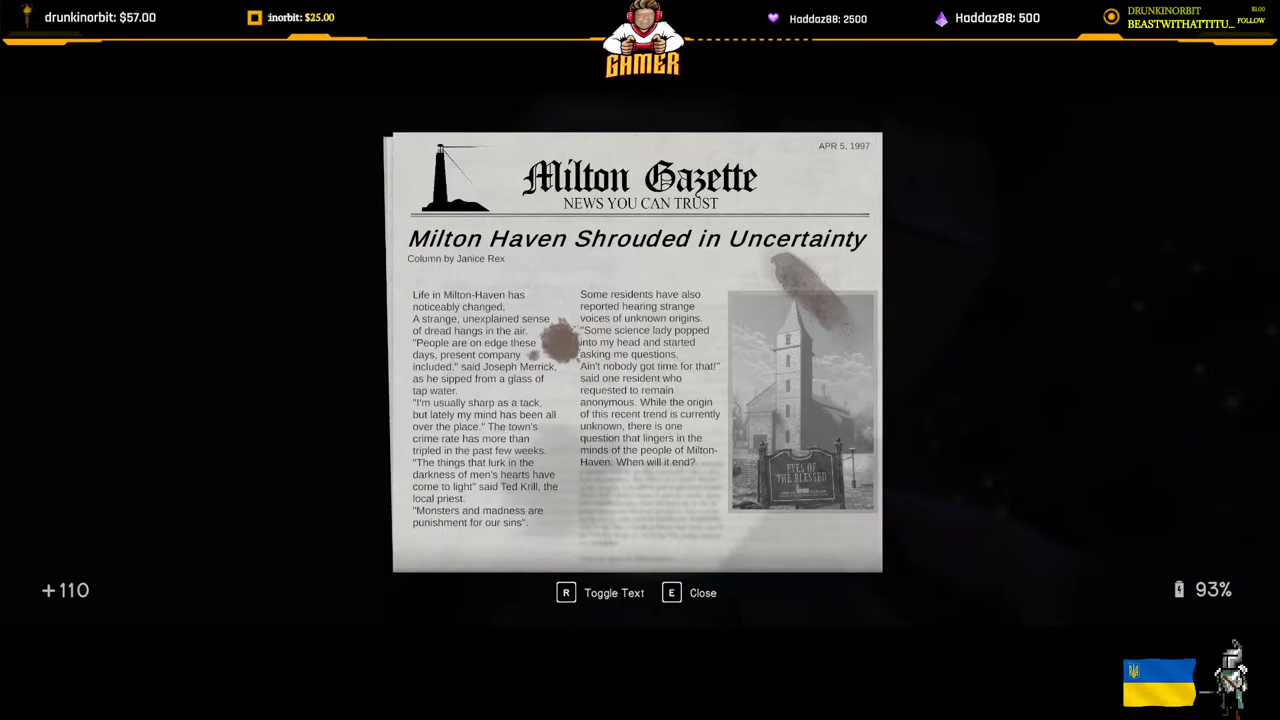 drunkinorbit: $57.00
:inorbit: $25.00
GAMER
Haddaz88: 2500
Haddaz88: 500
DRUNKINORBIT $1.00
BEASTWITHATTITU... FOLLOW
APR 5, 1997
Milton Gazette
NEWS YOU CAN TRUST
Milton Haven Shrouded in Uncertainty
Column by Janice Rex
Life in Milton-Haven has
noticeably changed.
A strange, unexplained sense
of dread hangs in the air.
"People are on edge these
days, present company
included." said Joseph Merrick,
as he sipped from a glass of
tap water.
"I'm usually sharp as a tack,
but lately my mind has been all
over the place." The town's
crime rate has more than
tripled in the past few weeks.
"The things that lurk in the
darkness of men's hearts have
come to light" said Ted Krill, the
local priest.
"Monsters and madness are
punishment for our sins".
Some residents have also
reported hearing strange
voices of unknown origins.
"Some science lady popped
into my head and started
asking me questions.
Ain't nobody got time for that!"
said one resident who
requested to remain
anonymous. While the origin
of this recent trend is currently
unknown, there is one
question that lingers in the
minds of the people of Milton-
Haven: When will it end?
EYES OF
THE BLESSED
+110
R Toggle Text E Close
93%